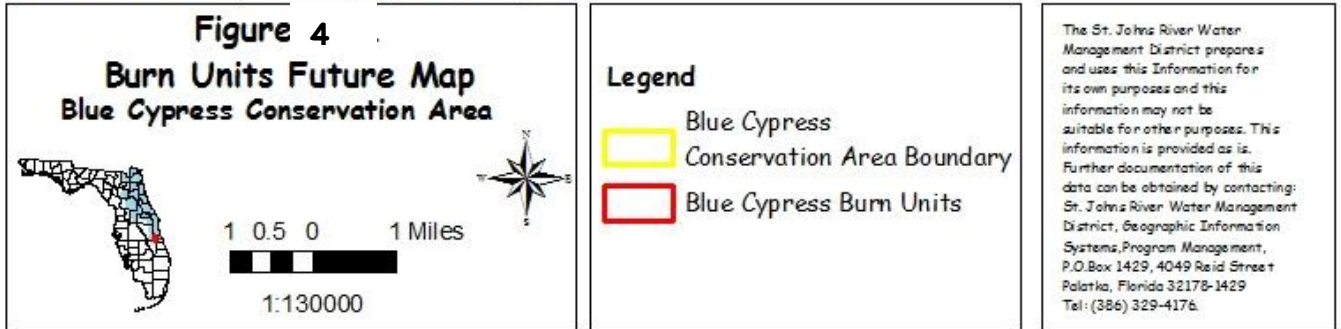 Figure 4
Burn Units Future Map
Blue Cypress Conservation Area
N
W E
S
1 0.5 0 1 Miles
1:130000
Legend
Blue Cypress
Conservation Area Boundary
Blue Cypress Burn Units
The St. Johns River Water
Management District prepares
and uses this Information for
its own purposes and this
information may not be
suitable for other purposes. This
information is provided as is.
Further documentation of this
data can be obtained by contacting:
St. Johns River Water Management
District, Geographic Information
Systems,Program Management,
P.O.Box 1429, 4049 Reid Street
Palatka, Florida 32178-1429
Tel: (386) 329-4176.